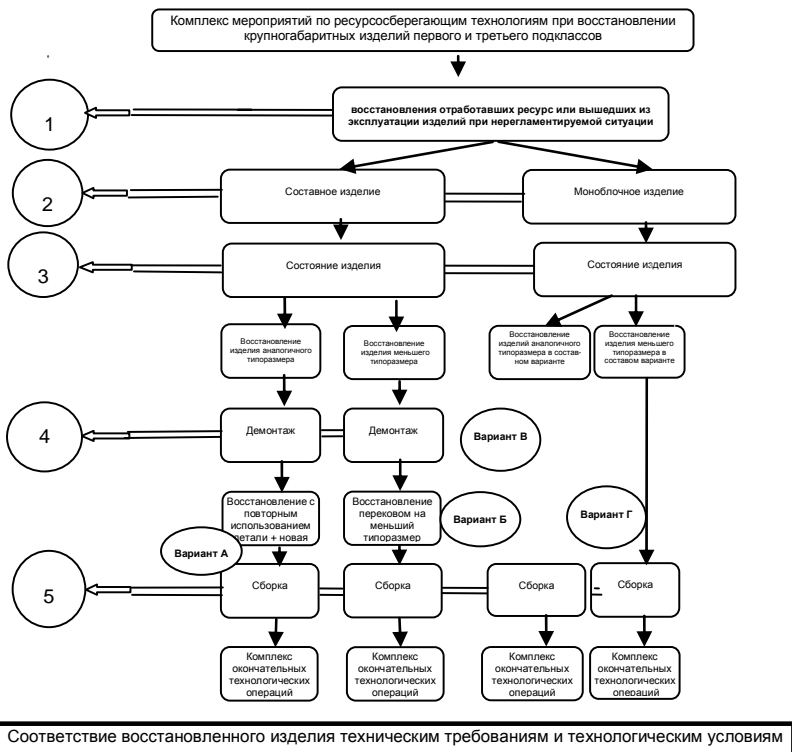 Комплекс мероприятий по ресурсосберегающим технологиям при восстановлении
крупногабаритных изделий первого и третьего подклассов
1
восстановления отработавших ресурс или вышедших из
эксплуатации изделий при нерегламентируемой ситуации
2
Составное изделие
Моноблочное изделие
3
Состояние изделия
Состояние изделия
Восстановление
изделия аналогичного
типоразмера
Восстановление
изделия меньшего
типоразмера
Восстановление
изделий аналогичного
типоразмера в состав-
ном варианте
Восстановление
изделия меньшего
типоразмера в
составом варианте
4
Демонтаж
Демонтаж
Вариант В
Восстановление с
повторным
использованием
детали + новая
Восстановление
перековом на
меньший
типоразмер
Вариант Б
Вариант Г
Вариант А
5
Сборка
Сборка
Сборка
Сборка
Комплекс
окончательных
технологических
операций
Комплекс
окончательных
технологических
операций
Комплекс
окончательных
технологических
операций
Комплекс
окончательных
технологических
операций
Соответствие восстановленного изделия техническим требованиям и технологическим условиям